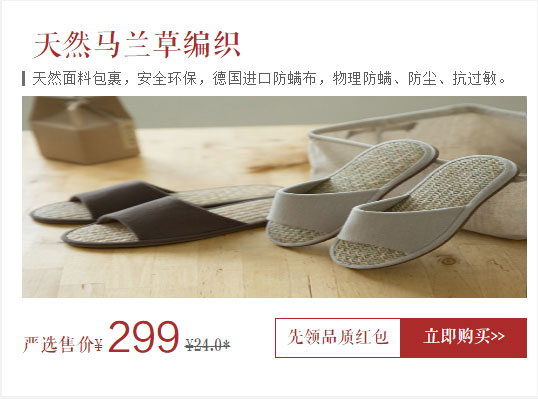 天然马兰草编织
天然面料包裹，安全环保，德国进口防螨布，物理防螨、防尘、抗过敏。
严选售价¥299 ¥24.0*
先领品质红包
立即购买>>